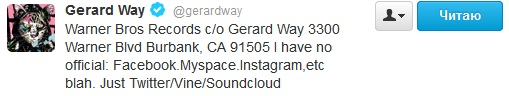 Gerard Way @gerardway
Warner Bros Records c/o Gerard Way 3300
Warner Blvd Burbank, CA 91505 I have no
official: Facebook.Myspace.Instagram,etc
blah. Just Twitter/Vine/Soundcloud
Читаю